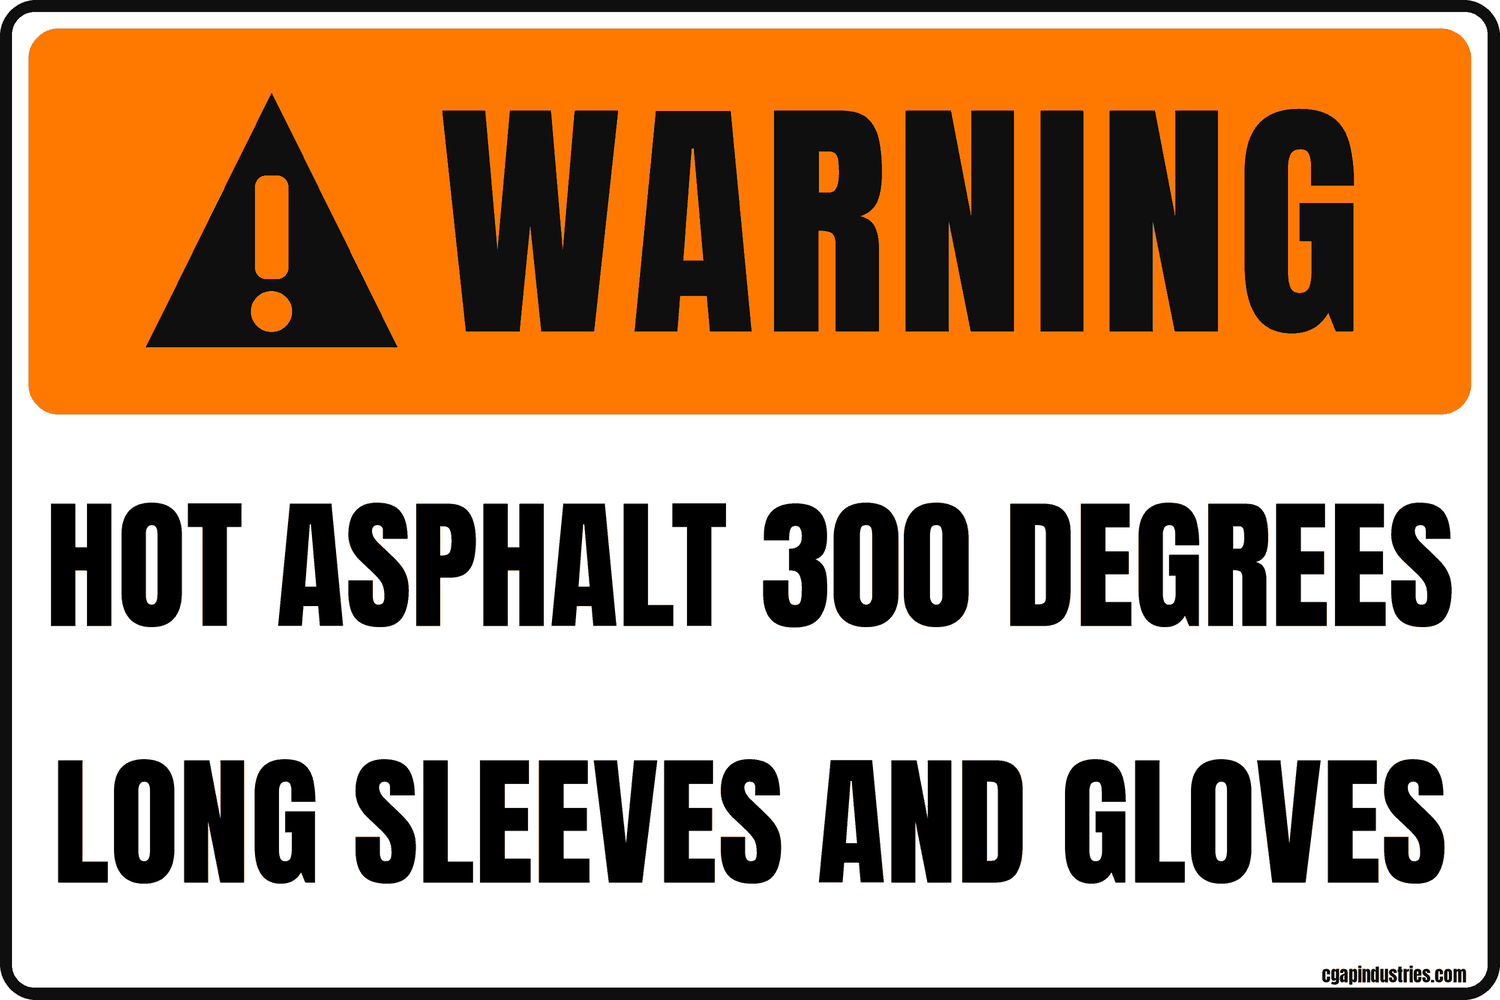 WARNING
HOT ASPHALT 300 DEGREES
LONG SLEEVES AND GLOVES
cgapindustries.com